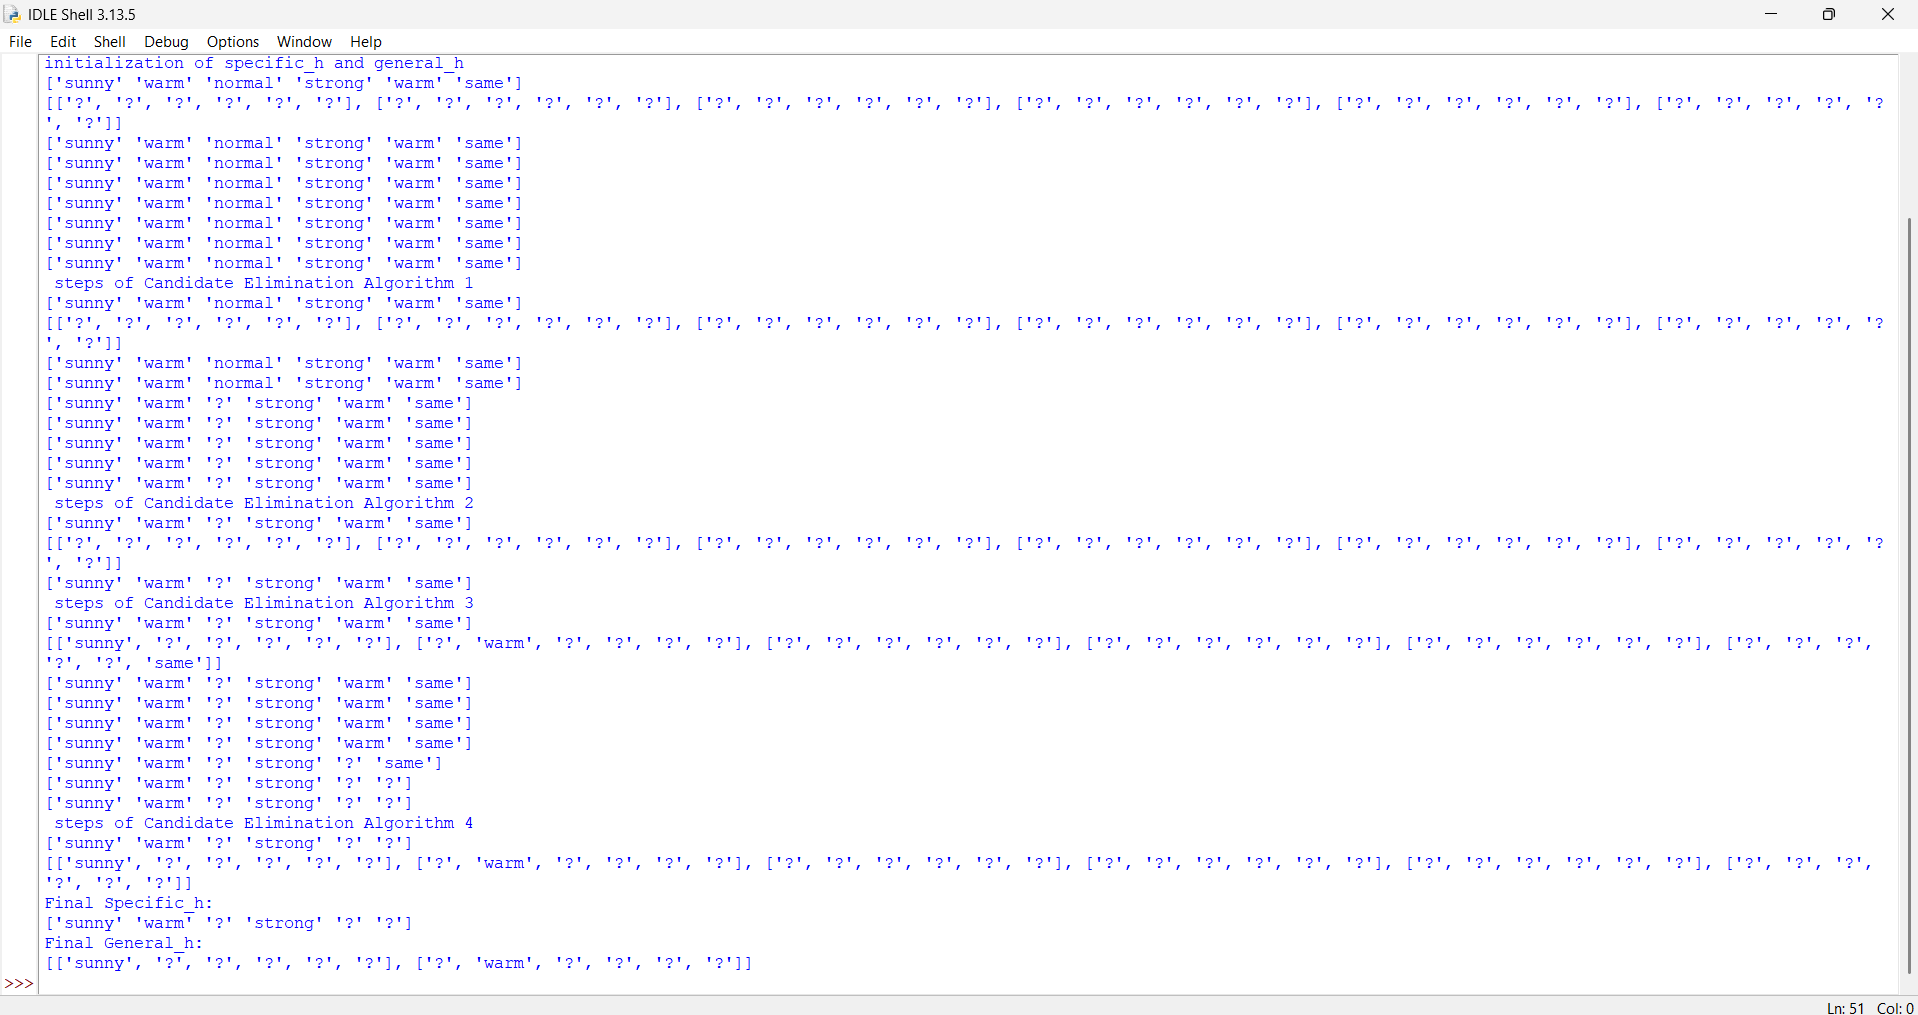 IDLE Shell 3.13.5
File Edit Shell Debug Options Window Help
initialization of specific_h and general_h
['sunny' 'warm' 'normal' 'strong' 'warm' 'same']
[['?', '?', '?', '?', '?', '?'], ['?', '?', '?', '?', '?', '?'], ['?', '?', '?', '?', '?', '?'], ['?', '?', '?', '?', '?', '?'], ['?', '?', '?', '?', '?', '?'], ['?', '?', '?', '?', '?
', '?']]
['sunny' 'warm' 'normal' 'strong' 'warm' 'same']
['sunny' 'warm' 'normal' 'strong' 'warm' 'same']
['sunny' 'warm' 'normal' 'strong' 'warm' 'same']
['sunny' 'warm' 'normal' 'strong' 'warm' 'same']
['sunny' 'warm' 'normal' 'strong' 'warm' 'same']
['sunny' 'warm' 'normal' 'strong' 'warm' 'same']
['sunny' 'warm' 'normal' 'strong' 'warm' 'same']
 steps of Candidate Elimination Algorithm 1
['sunny' 'warm' 'normal' 'strong' 'warm' 'same']
[['?', '?', '?', '?', '?', '?'], ['?', '?', '?', '?', '?', '?'], ['?', '?', '?', '?', '?', '?'], ['?', '?', '?', '?', '?', '?'], ['?', '?', '?', '?', '?', '?'], ['?', '?', '?', '?', '?
', '?']]
['sunny' 'warm' 'normal' 'strong' 'warm' 'same']
['sunny' 'warm' 'normal' 'strong' 'warm' 'same']
['sunny' 'warm' '?' 'strong' 'warm' 'same']
['sunny' 'warm' '?' 'strong' 'warm' 'same']
['sunny' 'warm' '?' 'strong' 'warm' 'same']
['sunny' 'warm' '?' 'strong' 'warm' 'same']
['sunny' 'warm' '?' 'strong' 'warm' 'same']
 steps of Candidate Elimination Algorithm 2
['sunny' 'warm' '?' 'strong' 'warm' 'same']
[['?', '?', '?', '?', '?', '?'], ['?', '?', '?', '?', '?', '?'], ['?', '?', '?', '?', '?', '?'], ['?', '?', '?', '?', '?', '?'], ['?', '?', '?', '?', '?', '?'], ['?', '?', '?', '?', '?
', '?']]
['sunny' 'warm' '?' 'strong' 'warm' 'same']
 steps of Candidate Elimination Algorithm 3
['sunny' 'warm' '?' 'strong' 'warm' 'same']
[['sunny', '?', '?', '?', '?', '?'], ['?', 'warm', '?', '?', '?', '?'], ['?', '?', '?', '?', '?', '?'], ['?', '?', '?', '?', '?', '?'], ['?', '?', '?', '?', '?', '?'], ['?', '?', '?',
'?', '?', 'same']]
['sunny' 'warm' '?' 'strong' 'warm' 'same']
['sunny' 'warm' '?' 'strong' 'warm' 'same']
['sunny' 'warm' '?' 'strong' 'warm' 'same']
['sunny' 'warm' '?' 'strong' 'warm' 'same']
['sunny' 'warm' '?' 'strong' '?' 'same']
['sunny' 'warm' '?' 'strong' '?' '?']
['sunny' 'warm' '?' 'strong' '?' '?']
 steps of Candidate Elimination Algorithm 4
['sunny' 'warm' '?' 'strong' '?' '?']
[['sunny', '?', '?', '?', '?', '?'], ['?', 'warm', '?', '?', '?', '?'], ['?', '?', '?', '?', '?', '?'], ['?', '?', '?', '?', '?', '?'], ['?', '?', '?', '?', '?', '?'], ['?', '?', '?',
'?', '?', '?']]
Final Specific_h:
['sunny' 'warm' '?' 'strong' '?' '?']
Final General_h:
[['sunny', '?', '?', '?', '?', '?'], ['?', 'warm', '?', '?', '?', '?']]
>>>
Ln: 51 Col: 0